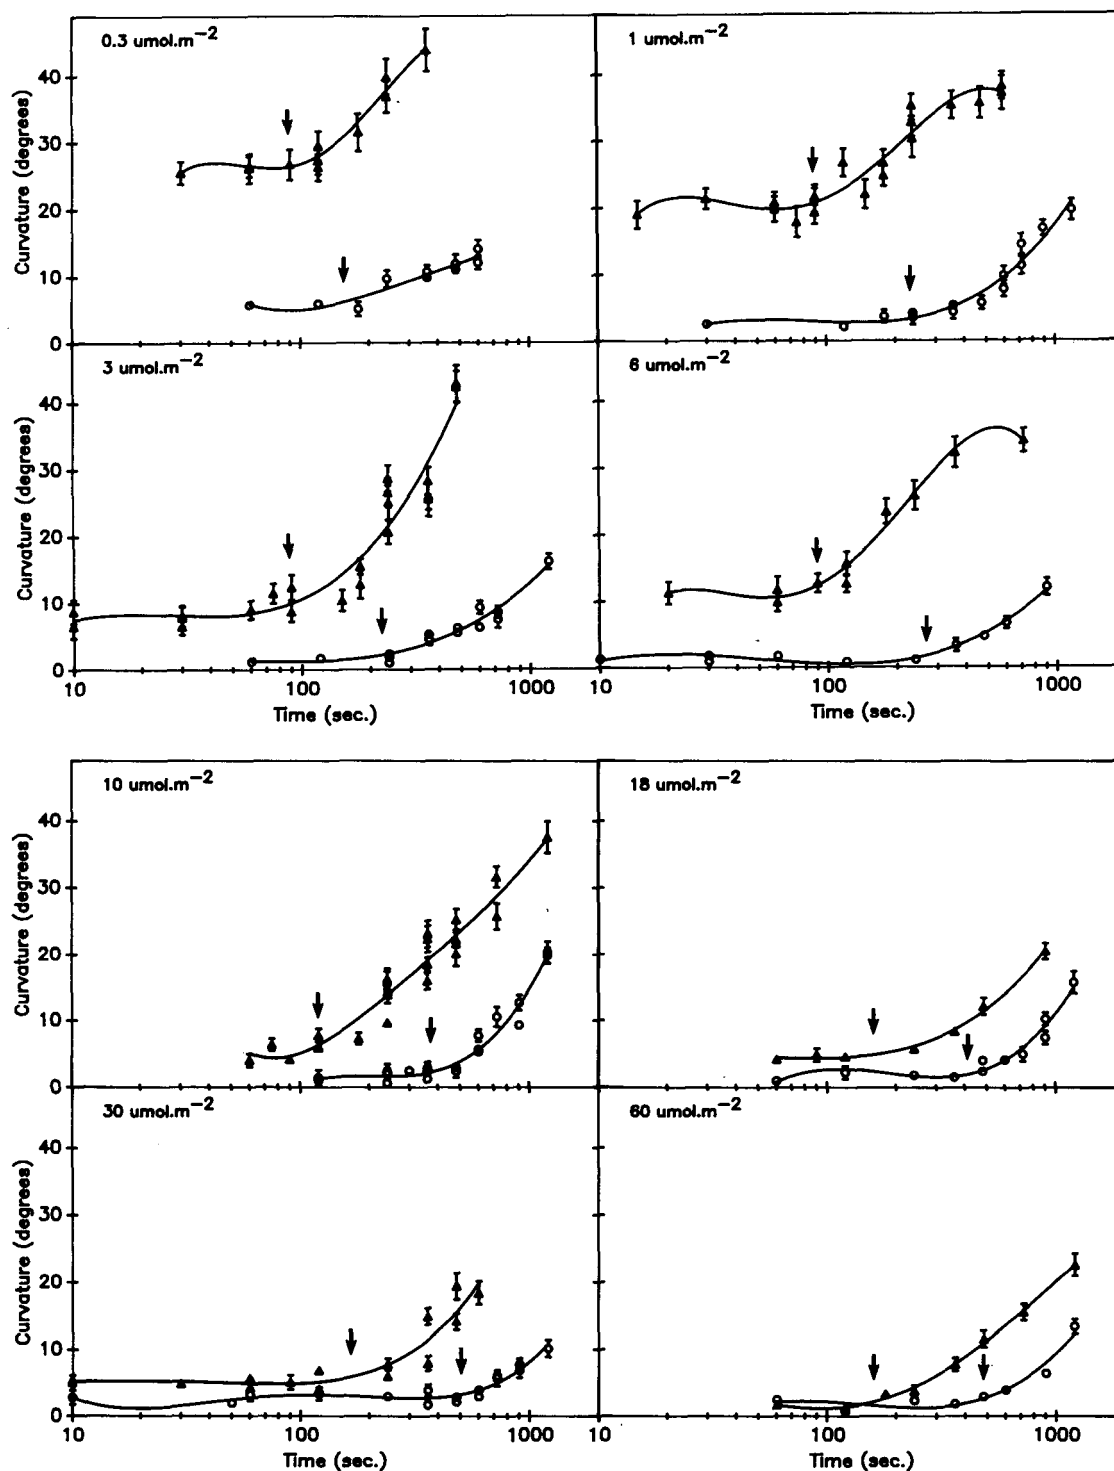 0.3 umol.m−2
1 umol.m−2
Curvature (degrees)
40
30
20
10
0
3 umol.m−2
6 umol.m−2
Curvature (degrees)
40
30
20
10
0
10 100 1000
10 100 1000
Time (sec.)
Time (sec.)
10 umol.m−2
18 umol.m−2
Curvature (degrees)
40
30
20
10
0
30 umol.m−2
60 umol.m−2
Curvature (degrees)
40
30
20
10
0
10 100 1000
100 1000
Time (sec.)
Time (sec.)